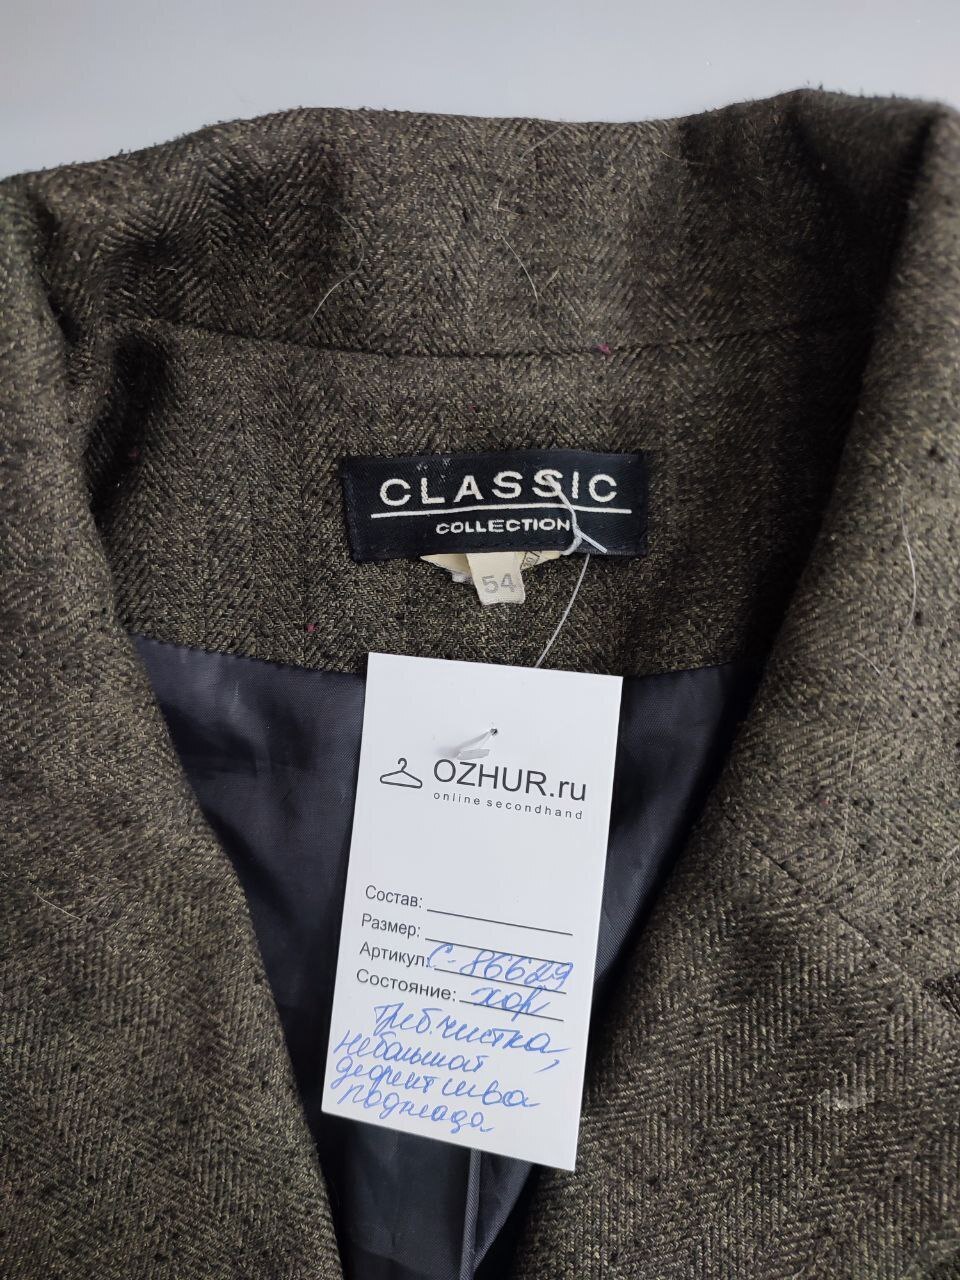 CLASSIC
COLLECTION
54
OZHUR.ru
online secondhand
Состав:
Размер:
Артикул: С-86629
Состояние: хор
Треб. чистка,
небольшой
дефект шва
подклада